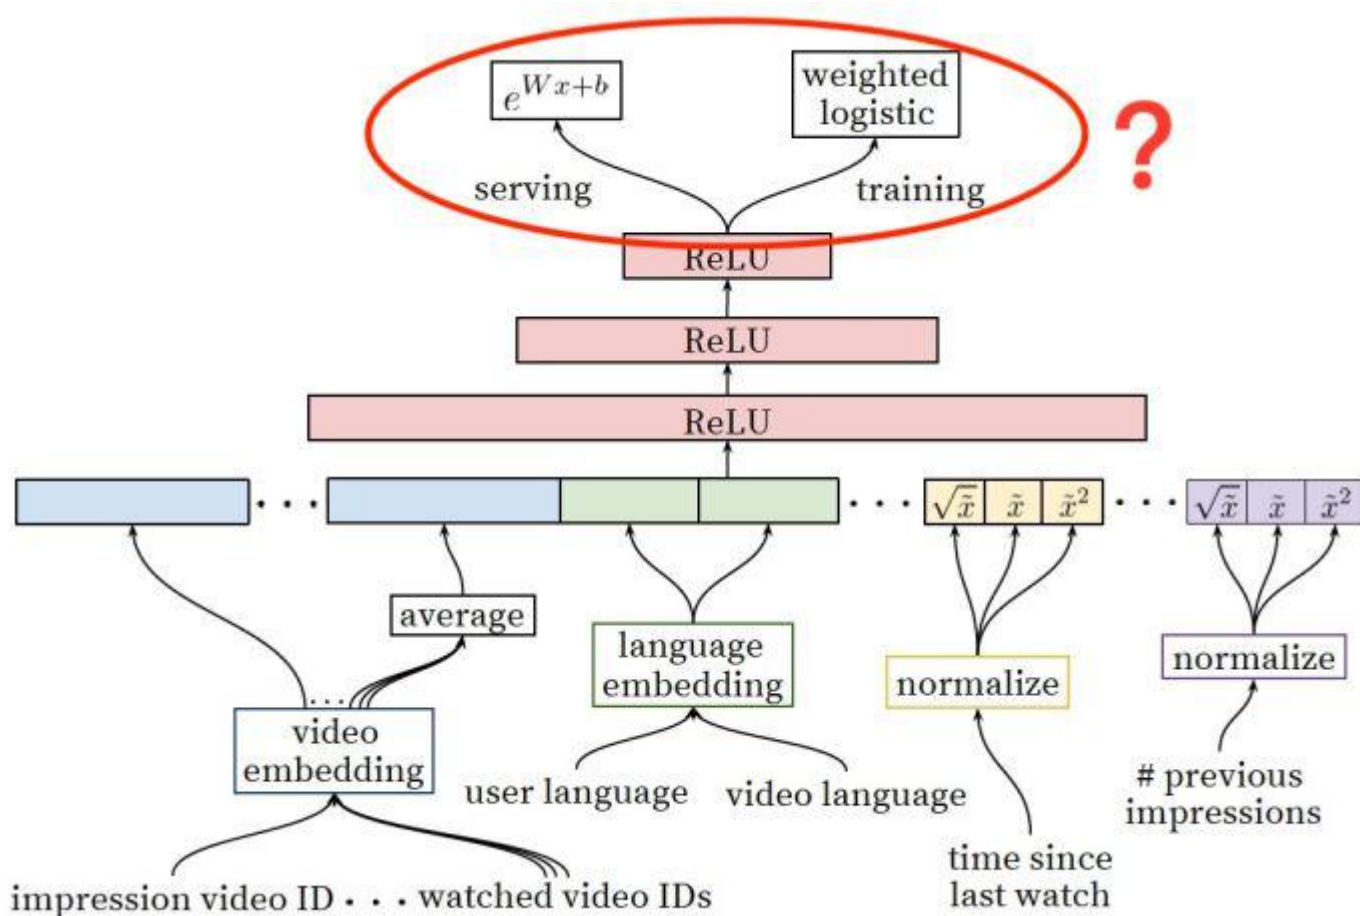 e^{Wx+b}
weighted
logistic
?
serving
training
ReLU
ReLU
ReLU
. . .
√x̃ x̃ x̃²
. . .
√x̃ x̃ x̃²
. . .
average
language
embedding
normalize
normalize
. . .
video
embedding
user language
video language
# previous
impressions
time since
last watch
impression video ID . . . watched video IDs